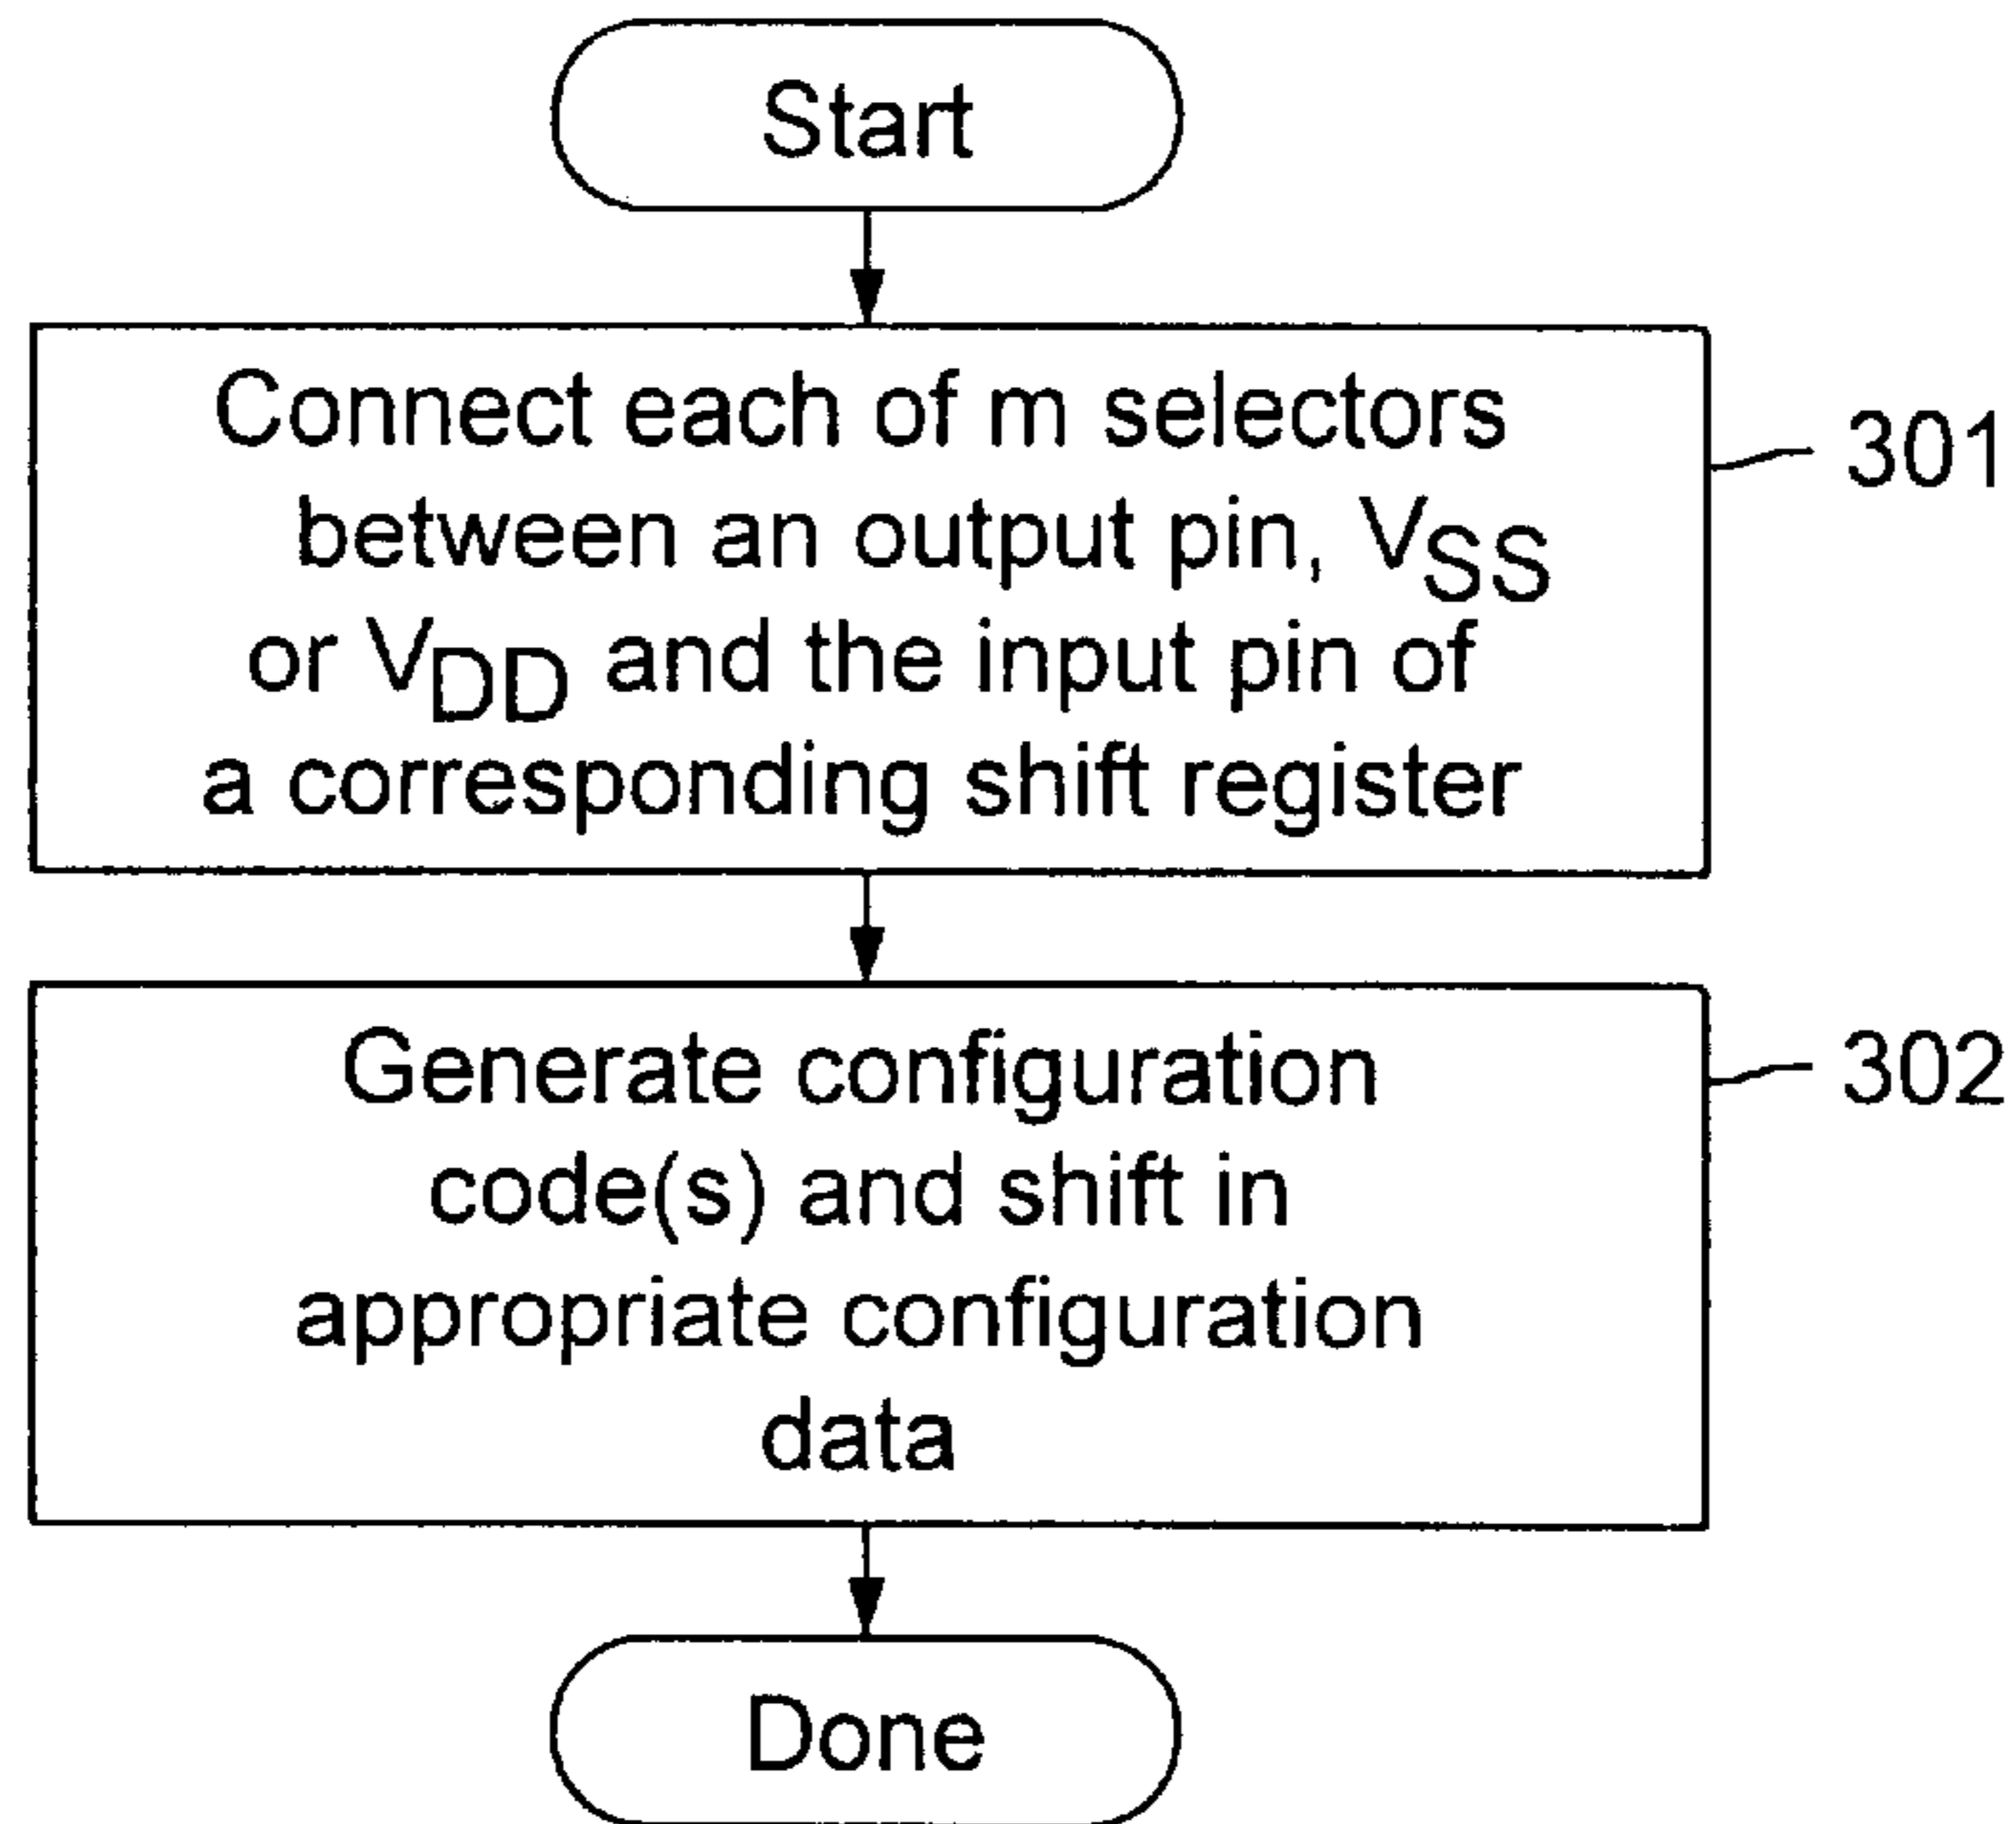 Start
Connect each of m selectors
between an output pin, VSS
or VDD and the input pin of
a corresponding shift register
301
Generate configuration
code(s) and shift in
appropriate configuration
data
302
Done